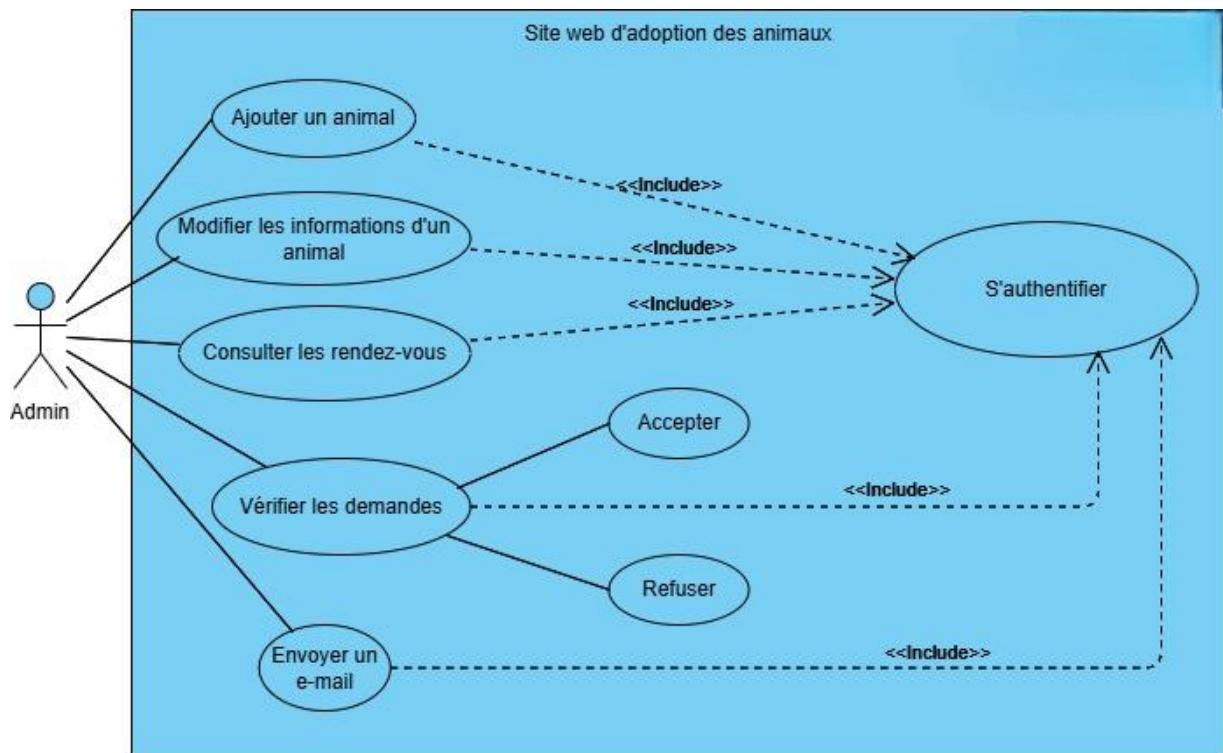 Site web d'adoption des animaux
Ajouter un animal
<<Include>>
Modifier les informations d'un
animal
<<Include>>
S'authentifier
<<Include>>
Consulter les rendez-vous
Admin
Accepter
<<Include>>
Vérifier les demandes
Refuser
Envoyer un
e-mail
<<Include>>